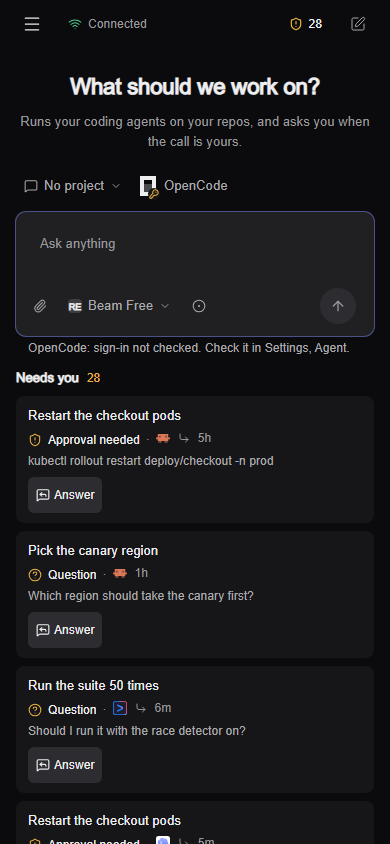 Connected
28
What should we work on?
Runs your coding agents on your repos, and asks you when
the call is yours.
No project
OpenCode
Ask anything
RE Beam Free
OpenCode: sign-in not checked. Check it in Settings, Agent.
Needs you 28
Restart the checkout pods
Approval needed · 5h
kubectl rollout restart deploy/checkout -n prod
Answer
Pick the canary region
Question · 1h
Which region should take the canary first?
Answer
Run the suite 50 times
Question · 6m
Should I run it with the race detector on?
Answer
Restart the checkout pods
Approval needed · 5m